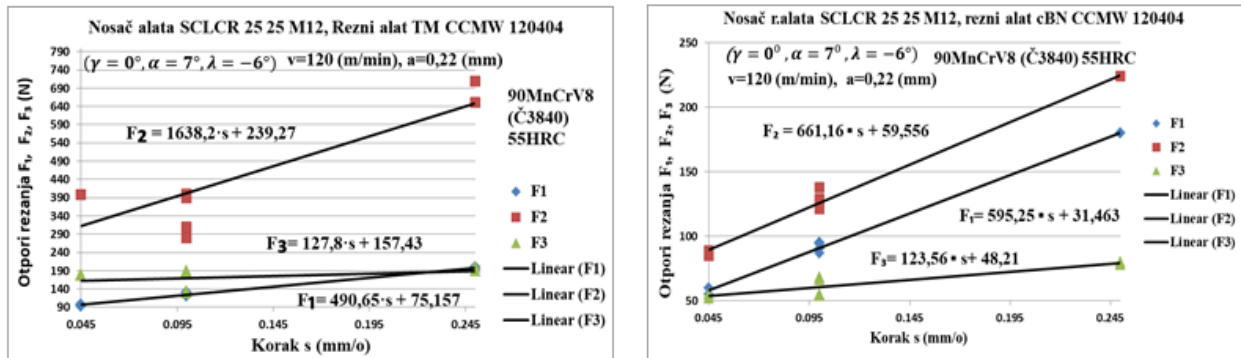 Nosač alata SCLCR 25 25 M12, Rezni alat TM CCMW 120404
790
740
690
640
590
540
490
440
390
340
290
240
190
140
90
Otpori rezanja F₁, F₂, F₃ (N)
(γ = 0°, α = 7°, λ = −6°)
v=120 (m/min), a=0,22 (mm)
90MnCrV8
(Č3840)
55HRC
F₂ = 1638,2·s + 239,27
F₃= 127,8·s + 157,43
F₁= 490,65·s + 75,157
F1
F2
F3
Linear (F1)
Linear (F2)
Linear (F3)
0.045 0.095 0.145 0.195 0.245
Korak s (mm/o)
Nosač r.alata SCLCR 25 25 M12, rezni alat cBN CCMW 120404
250
200
150
100
50
Otpori rezanja F₁, F₂, F₃ (N)
(γ = 0⁰, α = 7⁰, λ = −6°)
90MnCrV8 (Č3840) 55HRC
v=120 (m/min), a=0,22 (mm)
F₂ = 661,16▪ s + 59,556
F₁= 595,25▪ s + 31,463
F₃= 123,56 ▪ s+ 48,21
F1
F2
F3
Linear (F1)
Linear (F2)
Linear (F3)
0.045 0.095 0.145 0.195 0.245
Korak s (mm/o)